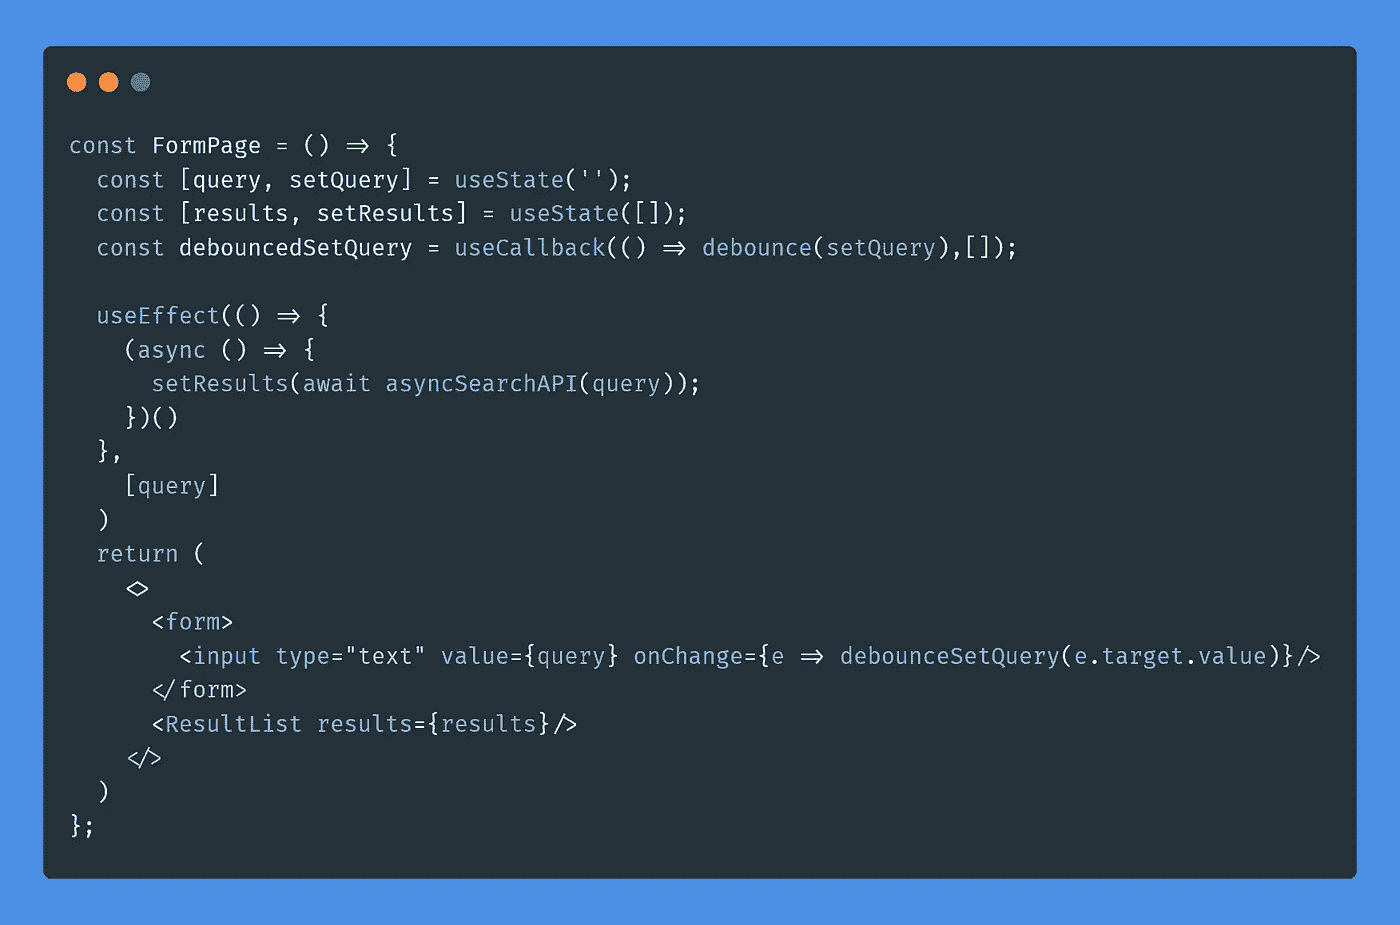 const FormPage = () => {
  const [query, setQuery] = useState('');
  const [results, setResults] = useState([]);
  const debouncedSetQuery = useCallback(() => debounce(setQuery),[]);

  useEffect(() => {
    (async () => {
      setResults(await asyncSearchAPI(query));
    })()
  },
    [query]
  )
  return (
    <>
      <form>
        <input type="text" value={query} onChange={e => debounceSetQuery(e.target.value)}/>
      </form>
      <ResultList results={results}/>
    </>
  )
};